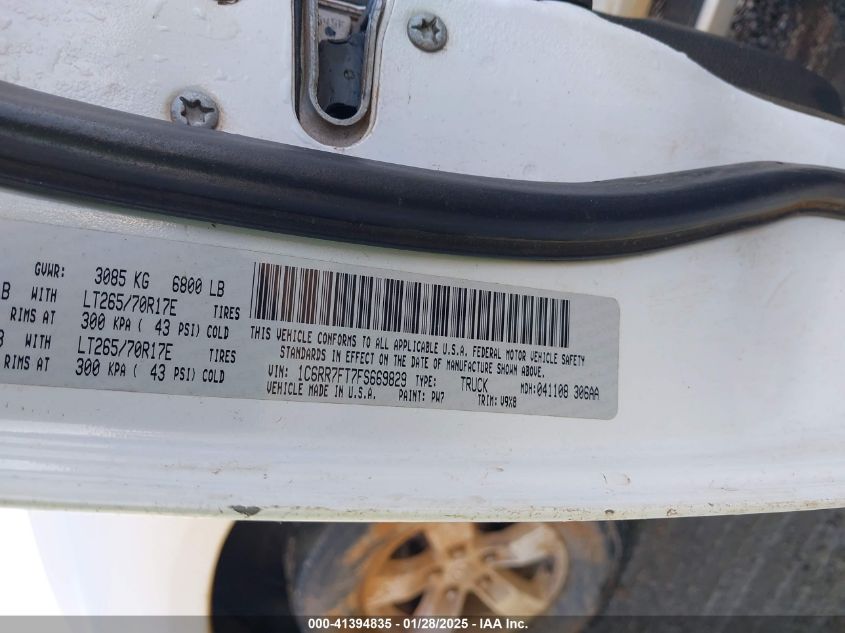 GVWR: 3085 KG 6800 LB
B WITH LT265/70R17E TIRES
RIMS AT 300 KPA ( 43 PSI) COLD
WITH LT265/70R17E TIRES
RIMS AT 300 KPA ( 43 PSI) COLD
THIS VEHICLE CONFORMS TO ALL APPLICABLE U.S.A. FEDERAL MOTOR VEHICLE SAFETY
STANDARDS IN EFFECT ON THE DATE OF MANUFACTURE SHOWN ABOVE.
VIN: 1C6RR7FT7FS669829 TYPE: TRUCK MDH:041108 306AA
VEHICLE MADE IN U.S.A. PAINT: PW7 TRIM: V9X8
000-41394835 - 01/28/2025 - IAA Inc.